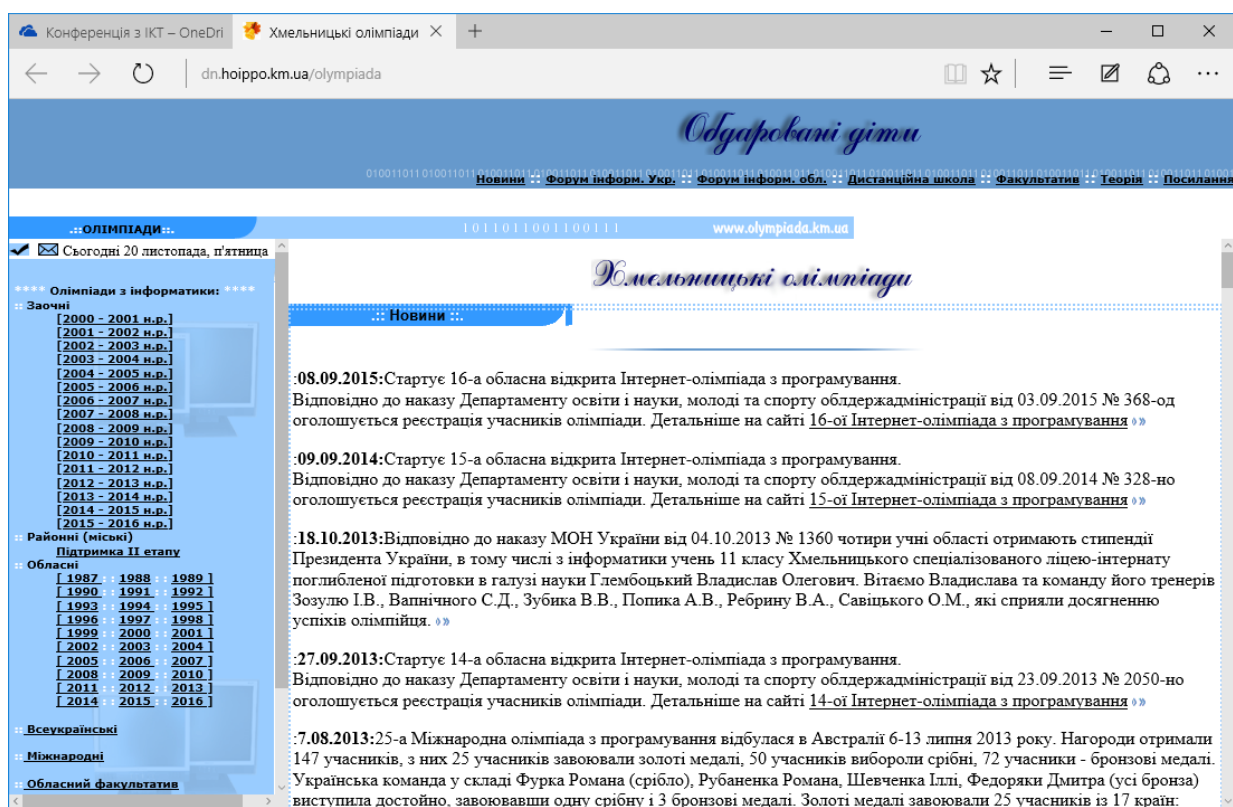 Конференція з ІКТ – OneDri
Хмельницькі олімпіади
dn.hoippo.km.ua/olympiada
Обдаровані діти
Новини :: Форум інформ. Укр. :: Форум інформ. обл. :: Дистанційна школа :: Факультатив :: Теорія :: Посилання
.::ОЛІМПІАДИ::.
1011011001100111
www.olympiada.km.ua
Сьогодні 20 листопада, п'ятниця
**** Олімпіади з інформатики: ****
:: Заочні
[2000 - 2001 н.р.]
[2001 - 2002 н.р.]
[2002 - 2003 н.р.]
[2003 - 2004 н.р.]
[2004 - 2005 н.р.]
[2005 - 2006 н.р.]
[2006 - 2007 н.р.]
[2007 - 2008 н.р.]
[2008 - 2009 н.р.]
[2009 - 2010 н.р.]
[2010 - 2011 н.р.]
[2011 - 2012 н.р.]
[2012 - 2013 н.р.]
[2013 - 2014 н.р.]
[2014 - 2015 н.р.]
[2015 - 2016 н.р.]
:: Районні (міські)
Підтримка II етапу
:: Обласні
[ 1987 :: 1988 :: 1989 ]
[ 1990 :: 1991 :: 1992 ]
[ 1993 :: 1994 :: 1995 ]
[ 1996 :: 1997 :: 1998 ]
[ 1999 :: 2000 :: 2001 ]
[ 2002 :: 2003 :: 2004 ]
[ 2005 :: 2006 :: 2007 ]
[ 2008 :: 2009 :: 2010 ]
[ 2011 :: 2012 :: 2013 ]
[ 2014 :: 2015 :: 2016 ]
:: Всеукраїнські
:: Міжнародні
:: Обласний факультатив
Хмельницькі олімпіади
.:: Новини ::.
:08.09.2015:Стартує 16-а обласна відкрита Інтернет-олімпіада з програмування.
Відповідно до наказу Департаменту освіти і науки, молоді та спорту облдержадміністрації від 03.09.2015 № 368-од
оголошується реєстрація учасників олімпіади. Детальніше на сайті 16-ої Інтернет-олімпіада з програмування »»
:09.09.2014:Стартує 15-а обласна відкрита Інтернет-олімпіада з програмування.
Відповідно до наказу Департаменту освіти і науки, молоді та спорту облдержадміністрації від 08.09.2014 № 328-но
оголошується реєстрація учасників олімпіади. Детальніше на сайті 15-ої Інтернет-олімпіада з програмування »»
:18.10.2013:Відповідно до наказу МОН України від 04.10.2013 № 1360 чотири учні області отримають стипендії
Президента України, в тому числі з інформатики учень 11 класу Хмельницького спеціалізованого ліцею-інтернату
поглибленої підготовки в галузі науки Глембоцький Владислав Олегович. Вітаємо Владислава та команду його тренерів
Зозулю І.В., Вапнічного С.Д., Зубика В.В., Попика А.В., Ребрину В.А., Савіцького О.М., які сприяли досягненню
успіхів олімпійця. »»
:27.09.2013:Стартує 14-а обласна відкрита Інтернет-олімпіада з програмування.
Відповідно до наказу Департаменту освіти і науки, молоді та спорту облдержадміністрації від 23.09.2013 № 2050-но
оголошується реєстрація учасників олімпіади. Детальніше на сайті 14-ої Інтернет-олімпіада з програмування »»
:7.08.2013:25-а Міжнародна олімпіада з програмування відбулася в Австралії 6-13 липня 2013 року. Нагороди отримали
147 учасників, з них 25 учасників завоювали золоті медалі, 50 учасників вибороли срібні, 72 учасники - бронзові медалі.
Українська команда у складі Фурка Романа (срібло), Рубаненка Романа, Шевченка Іллі, Федоряки Дмитра (усі бронза)
виступила достойно, завоювавши одну срібну і 3 бронзові медалі. Золоті медалі завоювали 25 учасників із 17 країн: